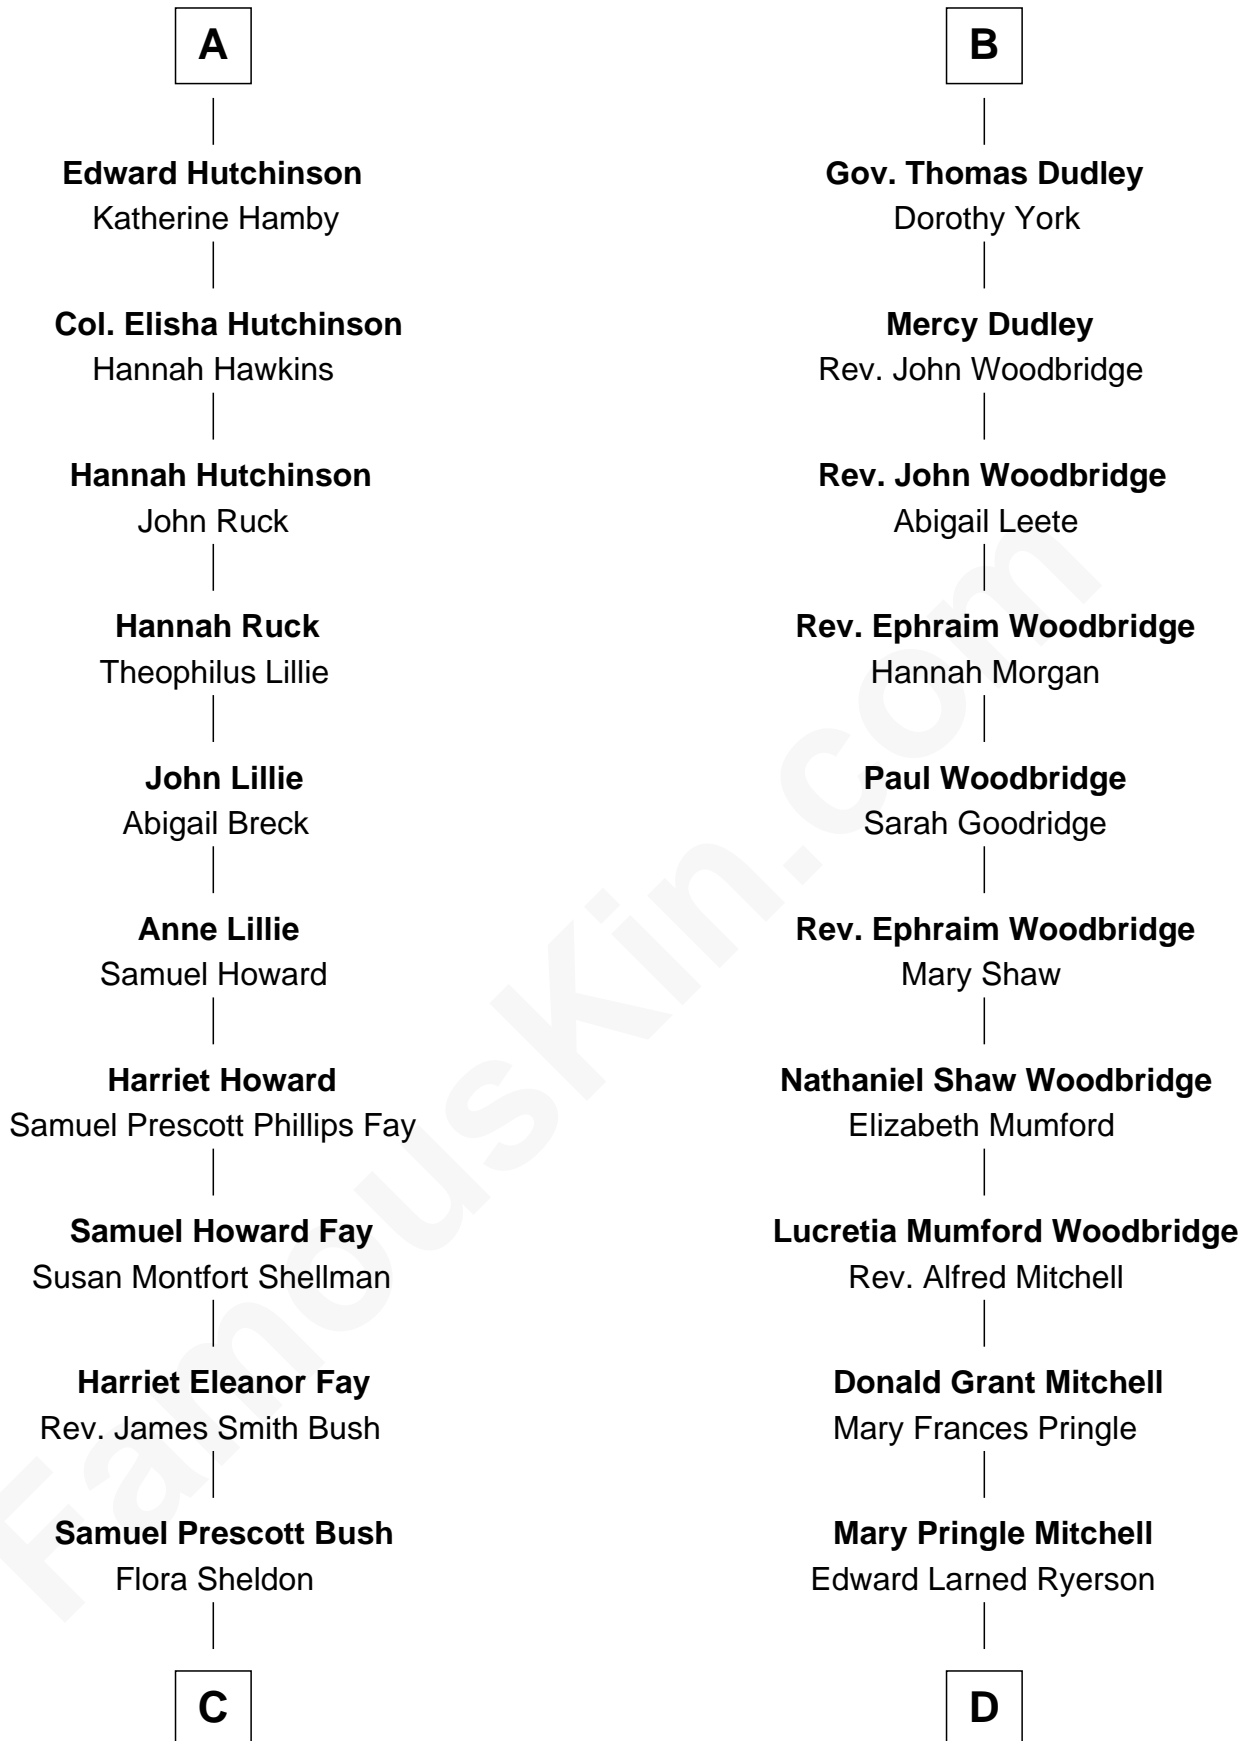 A
Edward Hutchinson
Katherine Hamby
Col. Elisha Hutchinson
Hannah Hawkins
Hannah Hutchinson
John Ruck
Hannah Ruck
Theophilus Lillie
John Lillie
Abigail Breck
Anne Lillie
Samuel Howard
Harriet Howard
Samuel Prescott Phillips Fay
Samuel Howard Fay
Susan Montfort Shellman
Harriet Eleanor Fay
Rev. James Smith Bush
Samuel Prescott Bush
Flora Sheldon
C
B
Gov. Thomas Dudley
Dorothy York
Mercy Dudley
Rev. John Woodbridge
Rev. John Woodbridge
Abigail Leete
Rev. Ephraim Woodbridge
Hannah Morgan
Paul Woodbridge
Sarah Goodridge
Rev. Ephraim Woodbridge
Mary Shaw
Nathaniel Shaw Woodbridge
Elizabeth Mumford
Lucretia Mumford Woodbridge
Rev. Alfred Mitchell
Donald Grant Mitchell
Mary Frances Pringle
Mary Pringle Mitchell
Edward Larned Ryerson
D
FamousKin.com